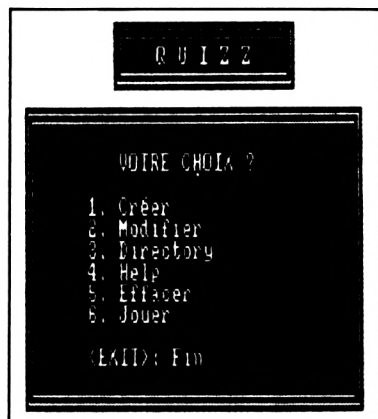 QUIZZ
VOTRE CHOIX ?
1. Créer
2. Modifier
3. Directory
4. Help
5. Effacer
6. Jouer
<EXIT>: Fin